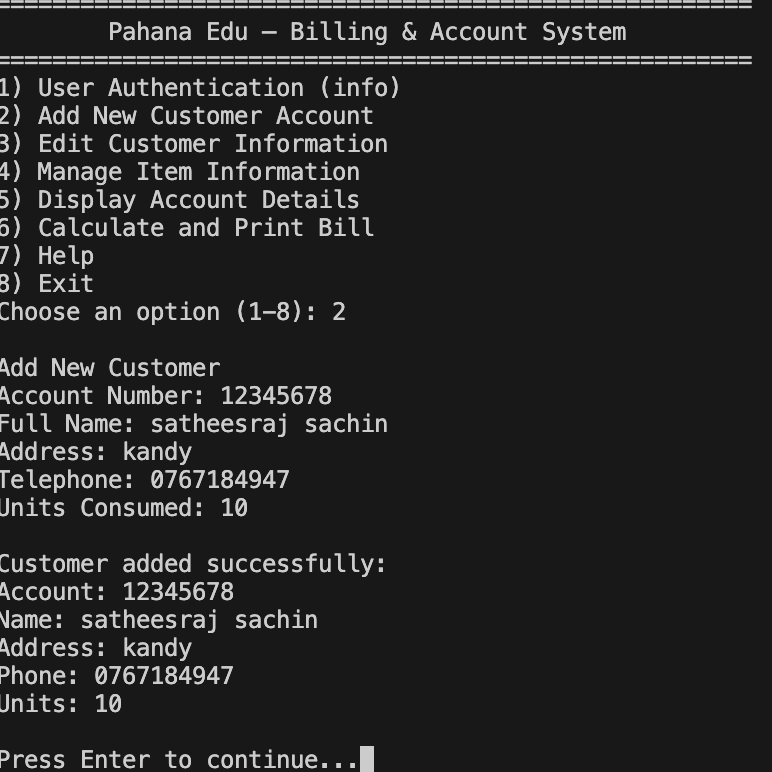 ======================================================
Pahana Edu – Billing & Account System
======================================================
1) User Authentication (info)
2) Add New Customer Account
3) Edit Customer Information
4) Manage Item Information
5) Display Account Details
6) Calculate and Print Bill
7) Help
8) Exit
Choose an option (1–8): 2
Add New Customer
Account Number: 12345678
Full Name: satheesraj sachin
Address: kandy
Telephone: 0767184947
Units Consumed: 10
Customer added successfully:
Account: 12345678
Name: satheesraj sachin
Address: kandy
Phone: 0767184947
Units: 10
Press Enter to continue...